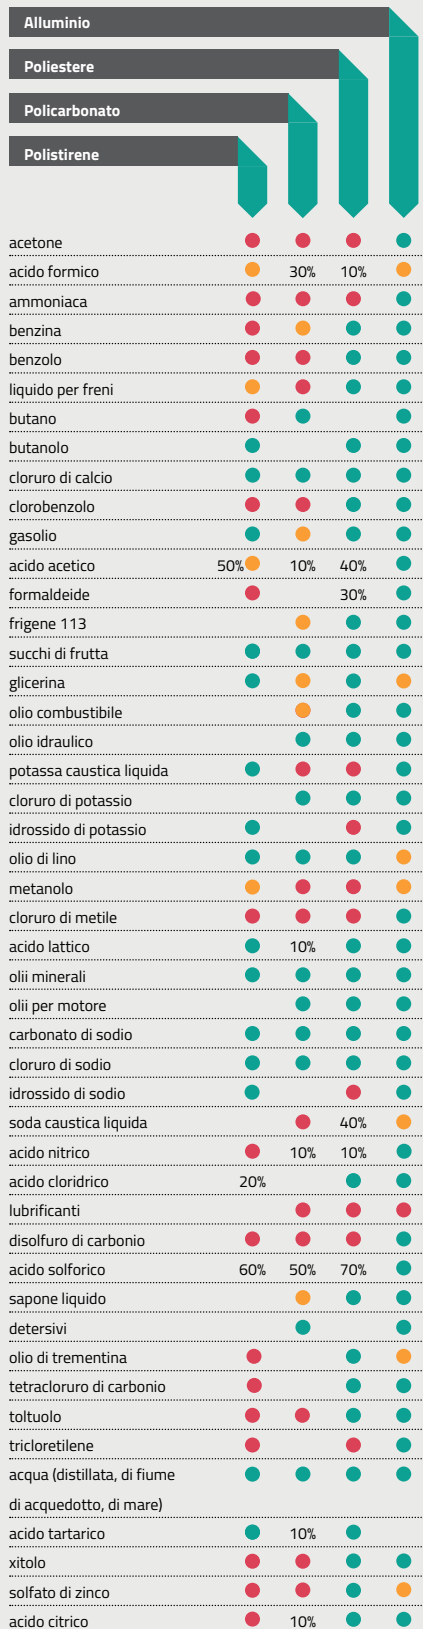 Alluminio
Poliestere
Policarbonato
Polistirene
acetone
acido formico 30% 10%
ammoniaca
benzina
benzolo
liquido per freni
butano
butanolo
cloruro di calcio
clorobenzolo
gasolio
acido acetico 50% 10% 40%
formaldeide 30%
frigene 113
succhi di frutta
glicerina
olio combustibile
olio idraulico
potassa caustica liquida
cloruro di potassio
idrossido di potassio
olio di lino
metanolo
cloruro di metile
acido lattico 10%
olii minerali
olii per motore
carbonato di sodio
cloruro di sodio
idrossido di sodio
soda caustica liquida 40%
acido nitrico 10% 10%
acido cloridrico 20%
lubrificanti
disolfuro di carbonio
acido solforico 60% 50% 70%
sapone liquido
detersivi
olio di trementina
tetracloruro di carbonio
toltuolo
tricloretilene
acqua (distillata, di fiume
di acquedotto, di mare)
acido tartarico 10%
xitolo
solfato di zinco
acido citrico 10%